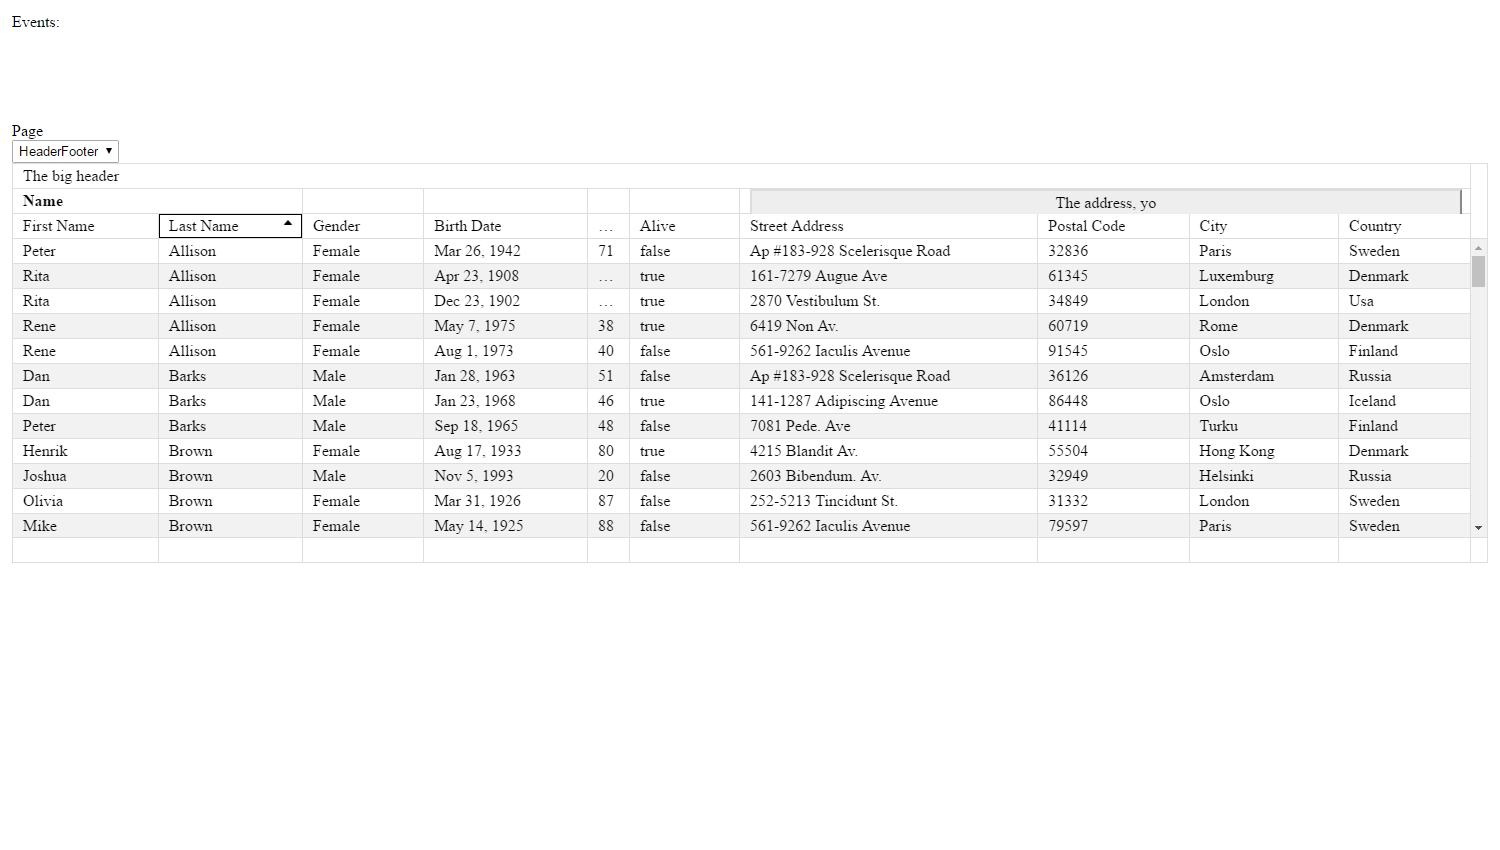 Events:
Page
HeaderFooter
The big header
Name The address, yo
First Name Last Name Gender Birth Date … Alive Street Address Postal Code City Country
Peter Allison Female Mar 26, 1942 71 false Ap #183-928 Scelerisque Road 32836 Paris Sweden
Rita Allison Female Apr 23, 1908 … true 161-7279 Augue Ave 61345 Luxemburg Denmark
Rita Allison Female Dec 23, 1902 … true 2870 Vestibulum St. 34849 London Usa
Rene Allison Female May 7, 1975 38 true 6419 Non Av. 60719 Rome Denmark
Rene Allison Female Aug 1, 1973 40 false 561-9262 Iaculis Avenue 91545 Oslo Finland
Dan Barks Male Jan 28, 1963 51 false Ap #183-928 Scelerisque Road 36126 Amsterdam Russia
Dan Barks Male Jan 23, 1968 46 true 141-1287 Adipiscing Avenue 86448 Oslo Iceland
Peter Barks Male Sep 18, 1965 48 false 7081 Pede. Ave 41114 Turku Finland
Henrik Brown Female Aug 17, 1933 80 true 4215 Blandit Av. 55504 Hong Kong Denmark
Joshua Brown Male Nov 5, 1993 20 false 2603 Bibendum. Av. 32949 Helsinki Russia
Olivia Brown Female Mar 31, 1926 87 false 252-5213 Tincidunt St. 31332 London Sweden
Mike Brown Female May 14, 1925 88 false 561-9262 Iaculis Avenue 79597 Paris Sweden